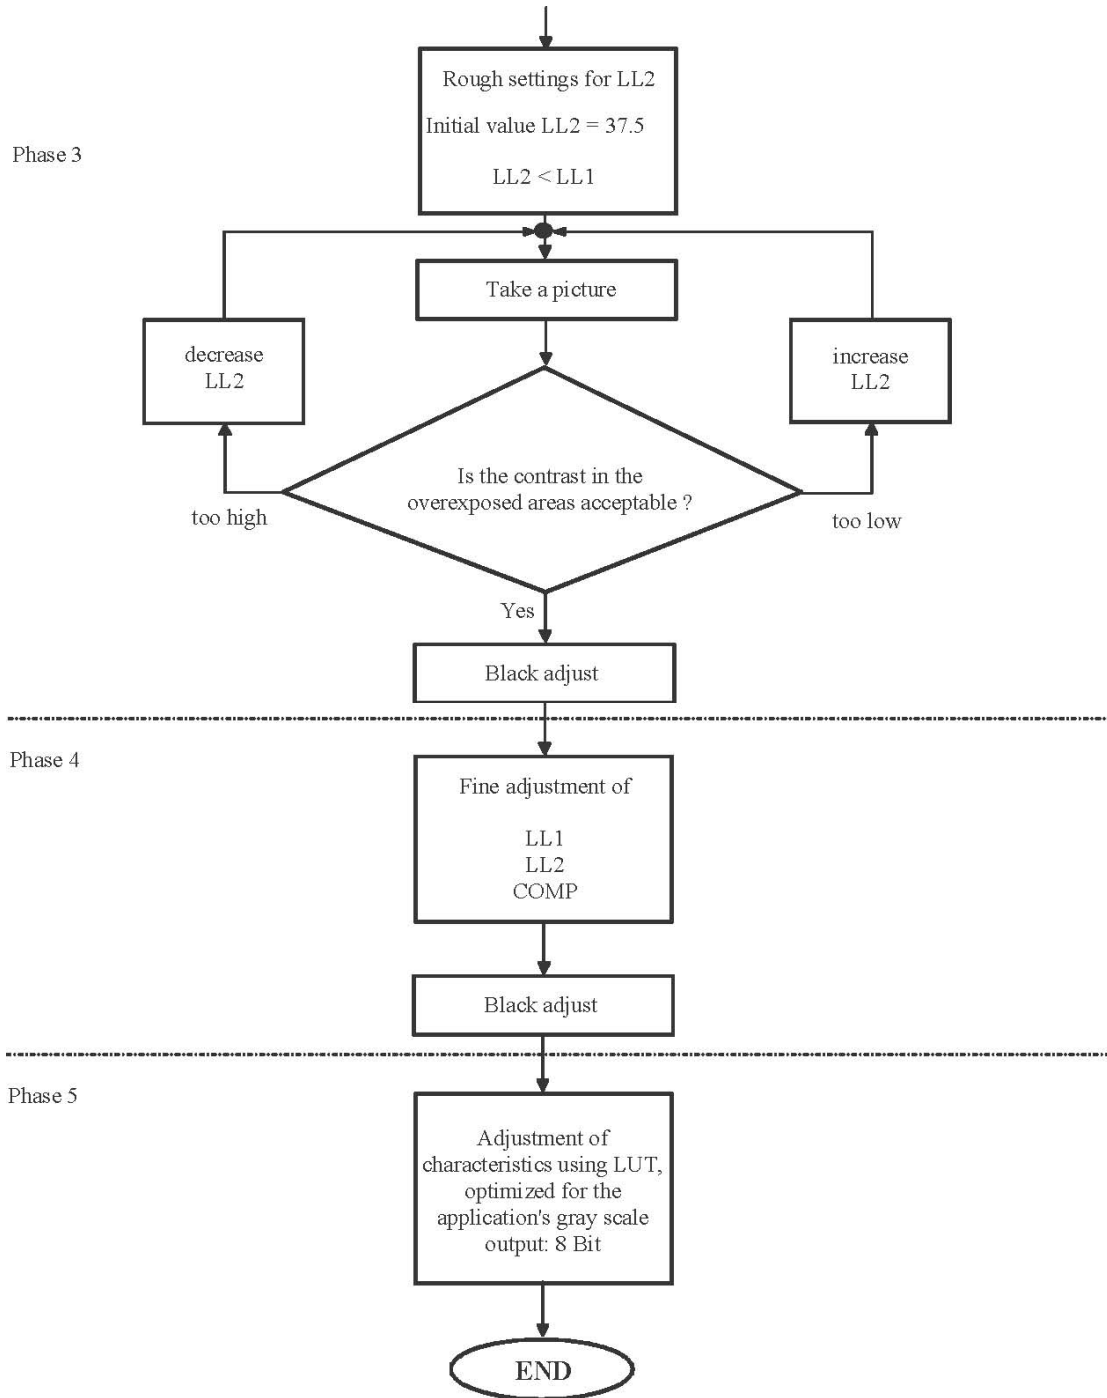 Rough settings for LL2
Initial value LL2 = 37.5
LL2 < LL1
Phase 3
Take a picture
decrease
LL2
increase
LL2
Is the contrast in the
overexposed areas acceptable ?
too high
too low
Yes
Black adjust
Phase 4
Fine adjustment of
LL1
LL2
COMP
Black adjust
Phase 5
Adjustment of
characteristics using LUT,
optimized for the
application's gray scale
output: 8 Bit
END